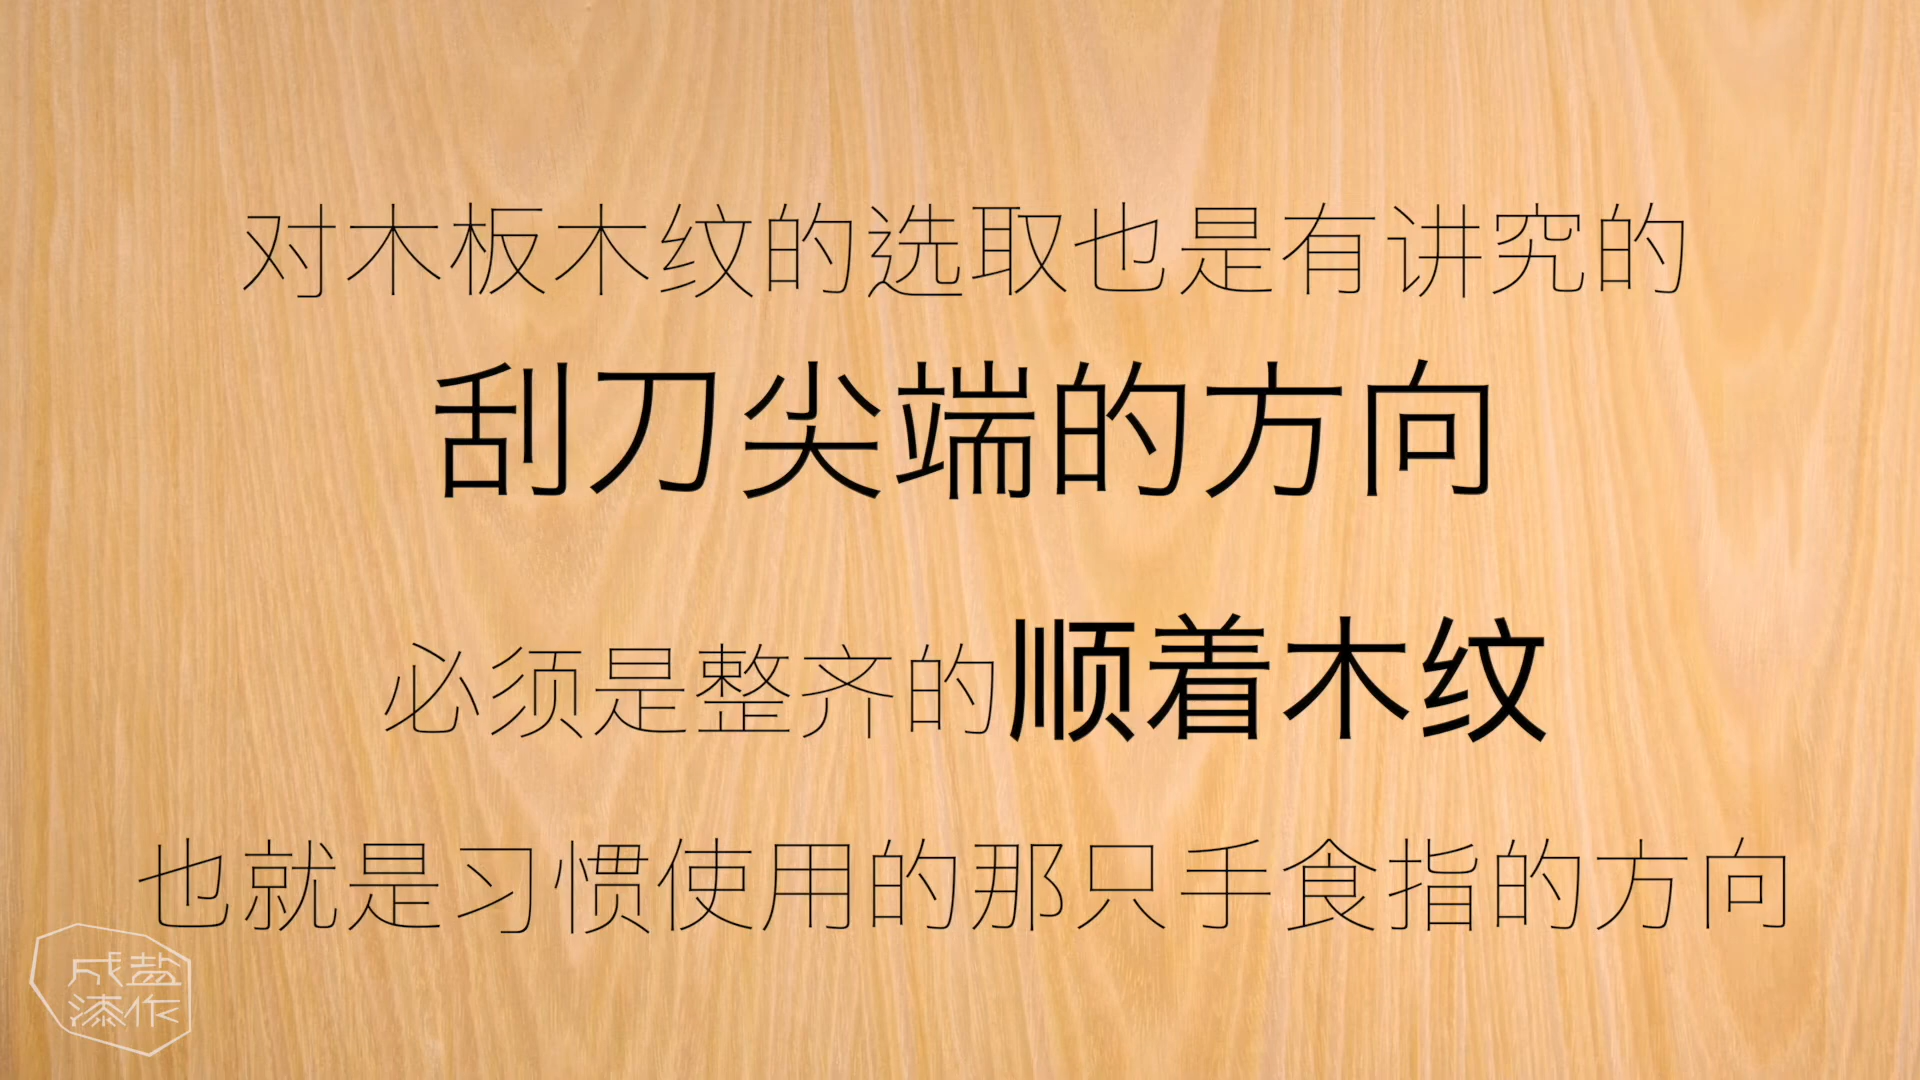 对木板木纹的选取也是有讲究的
刮刀尖端的方向
必须是整齐的顺着木纹
也就是习惯使用的那只手食指的方向
成盐
漆作